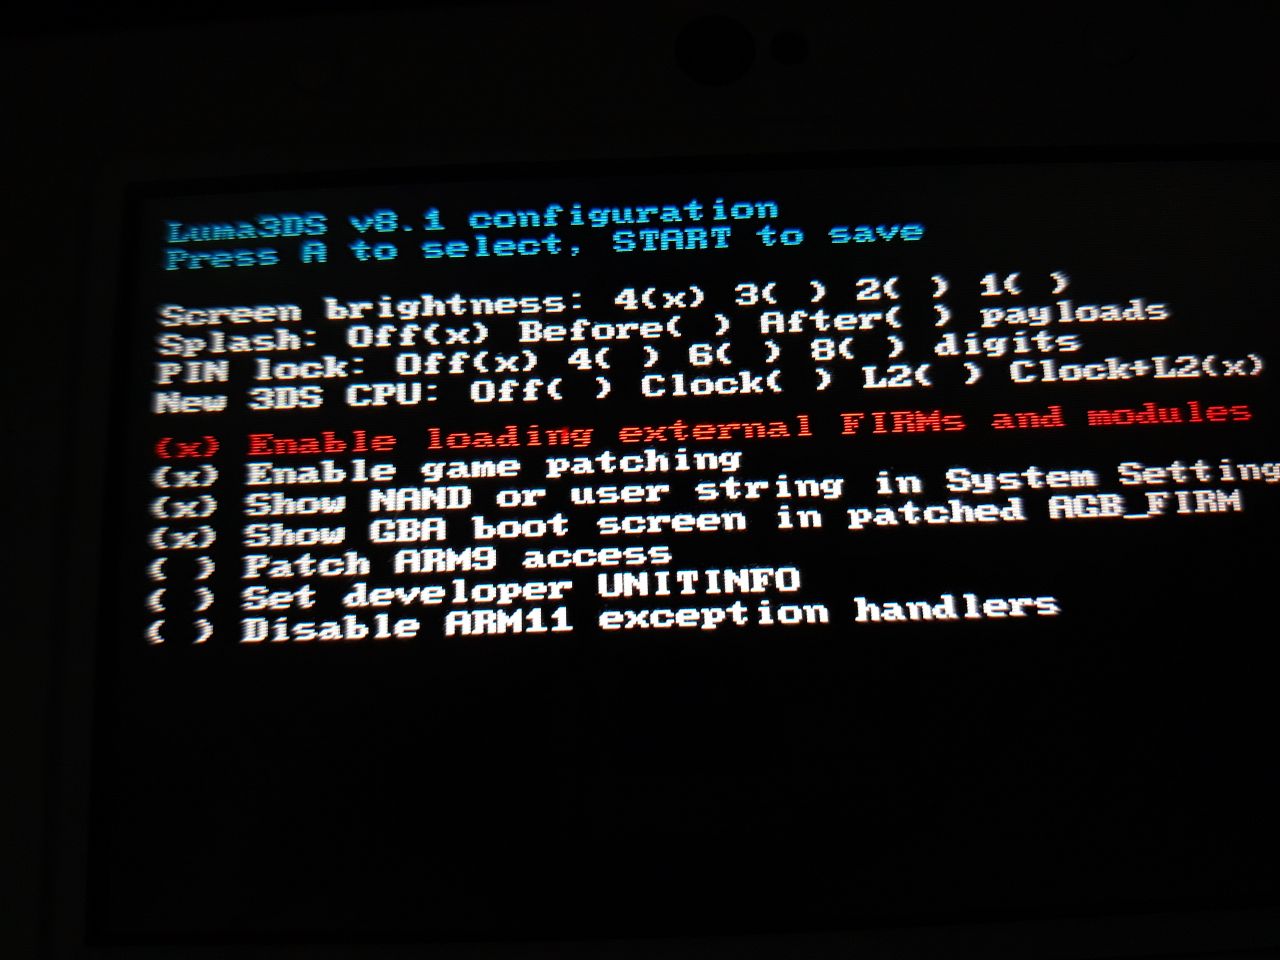 Luma3DS v8.1 configuration
Press A to select, START to save
Screen brightness: 4(x) 3( ) 2( ) 1( )
Splash: Off(x) Before( ) After( ) payloads
PIN lock: Off(x) 4( ) 6( ) 8( ) digits
New 3DS CPU: Off( ) Clock( ) L2( ) Clock+L2(x)
(x) Enable loading external FIRMs and modules
(x) Enable game patching
(x) Show NAND or user string in System Setting
(x) Show GBA boot screen in patched AGB_FIRM
( ) Patch ARM9 access
( ) Set developer UNITINFO
( ) Disable ARM11 exception handlers